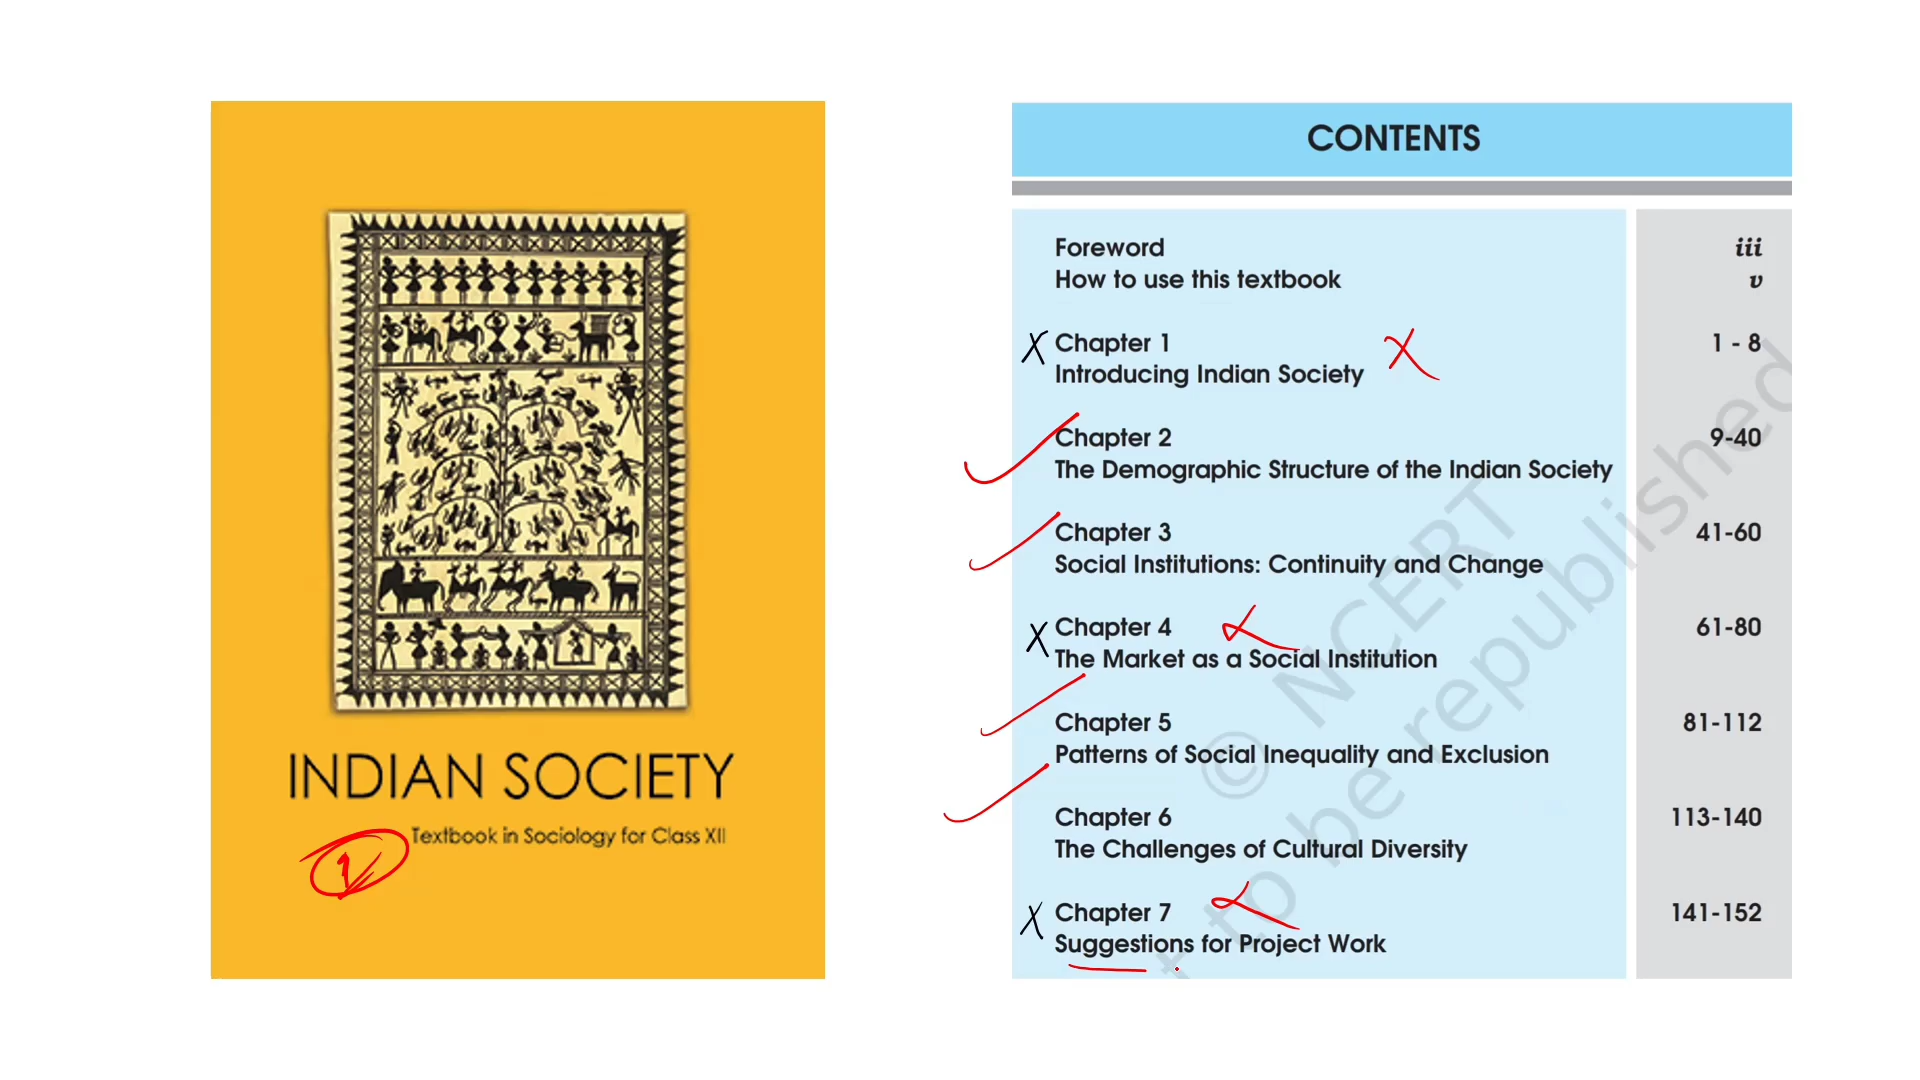 INDIAN SOCIETY
Textbook in Sociology for Class XII
1
CONTENTS
Foreword iii
How to use this textbook v
X Chapter 1 X 1 - 8
Introducing Indian Society
Chapter 2 9-40
The Demographic Structure of the Indian Society
Chapter 3 41-60
Social Institutions: Continuity and Change
X Chapter 4 61-80
The Market as a Social Institution
Chapter 5 81-112
Patterns of Social Inequality and Exclusion
Chapter 6 113-140
The Challenges of Cultural Diversity
X Chapter 7 141-152
Suggestions for Project Work
© NCERT
to be republished